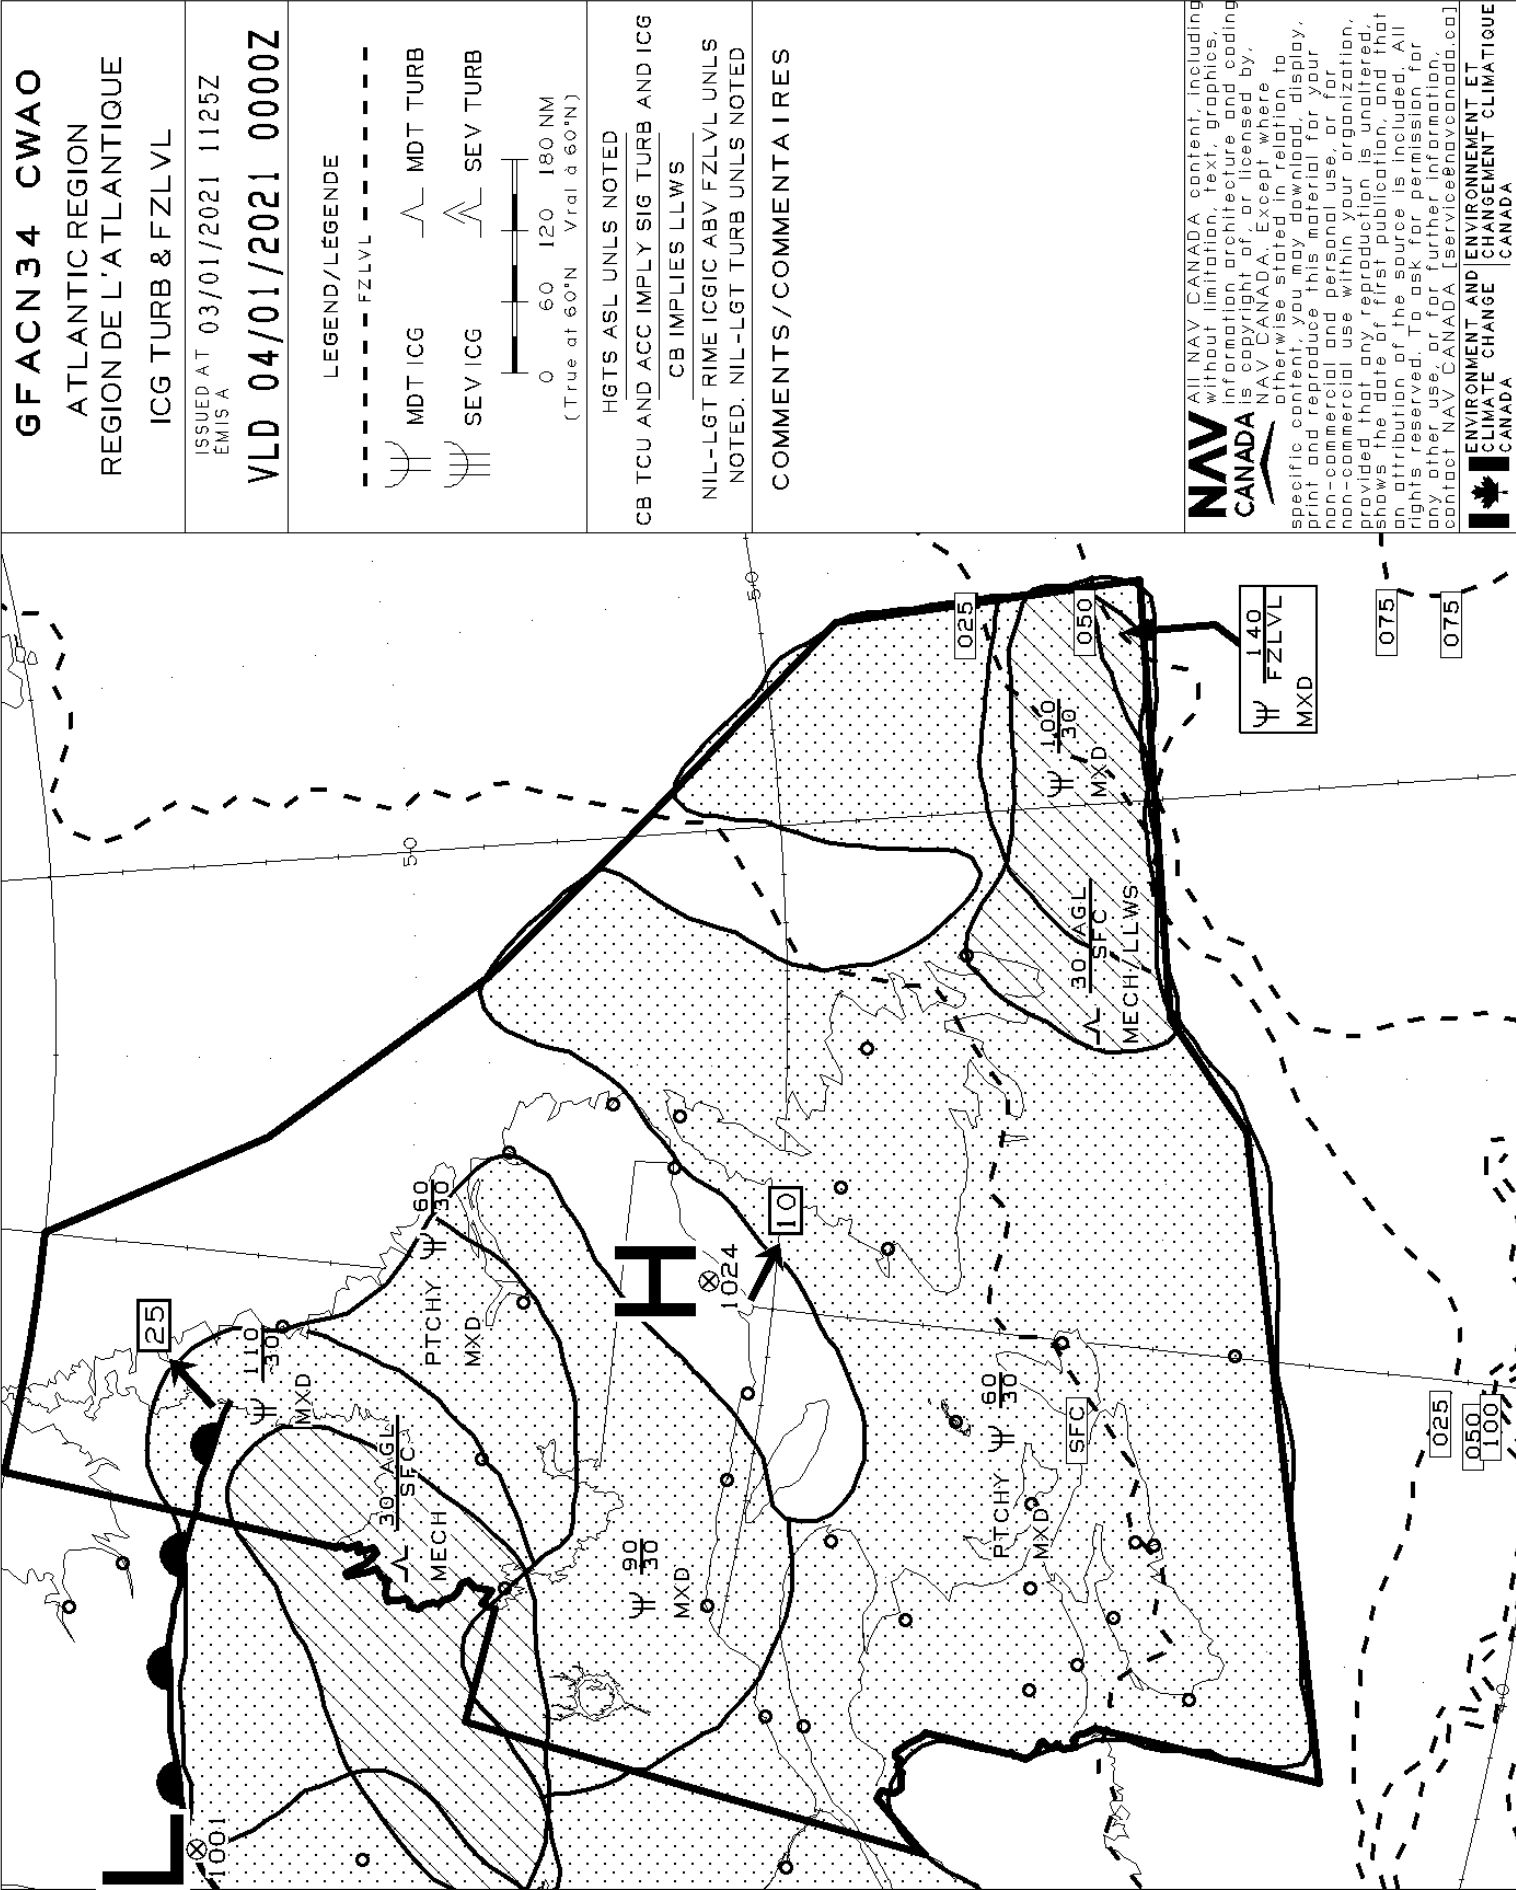 GFACN34 CWAO
ATLANTIC REGION
REGION DE L'ATLANTIQUE
ICG TURB & FZLVL
ISSUED AT 03/01/2021 1125Z
ÉMIS A
VLD 04/01/2021 0000Z
LEGEND/LÉGENDE
FZLVL
MDT ICG
MDT TURB
SEV ICG
SEV TURB
0 60 120 180 NM
(True at 60°N Vrai à 60°N)
HGTS ASL UNLS NOTED
CB TCU AND ACC IMPLY SIG TURB AND ICG
CB IMPLIES LLWS
NIL-LGT RIME ICGIC ABV FZLVL UNLS
NOTED. NIL-LGT TURB UNLS NOTED
COMMENTS/COMMENTAIRES
NAV
CANADA
All NAV CANADA content, including
without limitation, text, graphics,
information architecture and coding
is copyright of, or licensed by,
NAV CANADA. Except where
otherwise stated in relation to
specific content, you may download, display,
print and reproduce this material for your
non-commercial and personal use, or for
non-commercial use within your organization,
provided that any reproduction is unaltered,
shows the date of first publication, and that
an attribution of the source is included. All
rights reserved. To ask for permission for
any other use, or for further information,
contact NAV CANADA [service@navcanada.ca]
ENVIRONMENT AND
CLIMATE CHANGE
CANADA
ENVIRONNEMENT ET
CHANGEMENT CLIMATIQUE
CANADA
L
1001
25
110
30
MXD
30 AGL
SFC
MECH
PTCHY
60
30
MXD
H
1024
10
90
30
MXD
PTCHY
60
30
MXD
SFC
30 AGL
SFC
MECH/LLWS
100
30
MXD
025
050
140
FZLVL
MXD
075
075
025
050
100
50
50
40